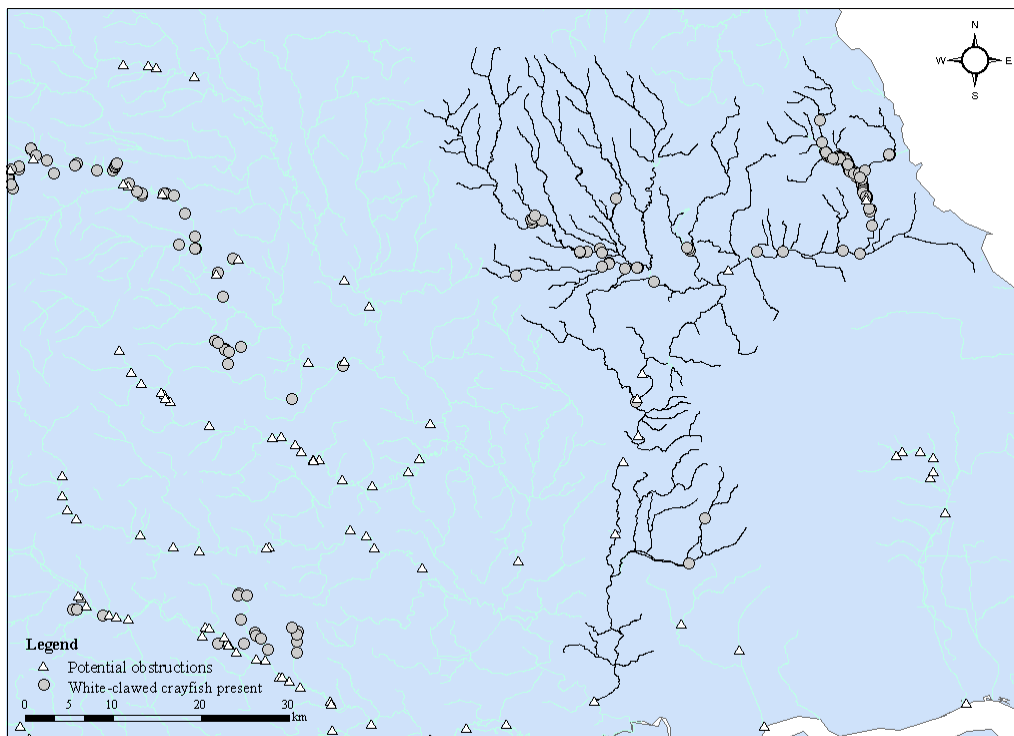 N
W E
S
Legend
Potential obstructions
White-clawed crayfish present
0 5 10 20 30
km